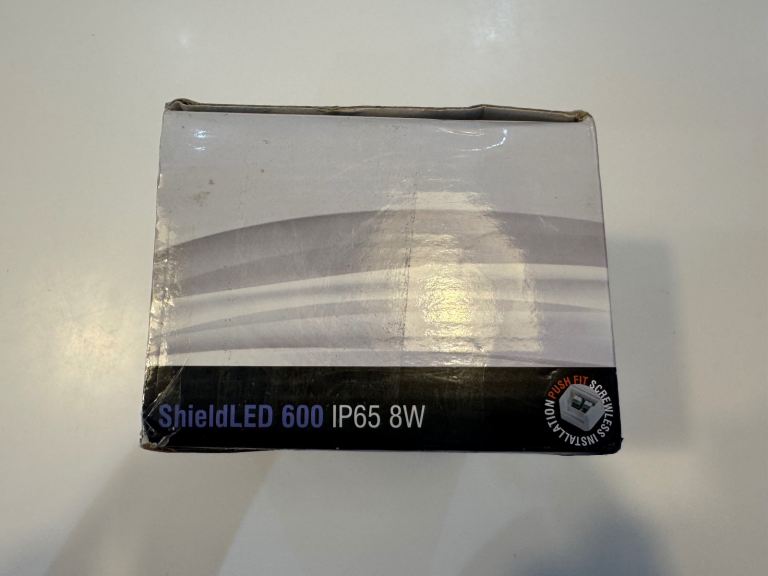 ShieldLED 600 IP65 8W
PUSH FIT SCREWLESS INSTALLATION